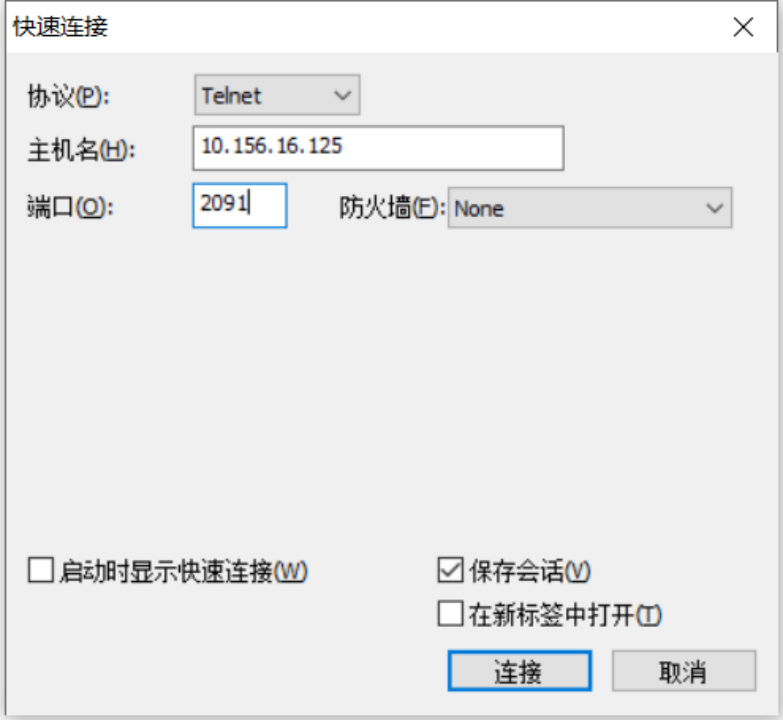 快速连接
协议(P): Telnet
主机名(H): 10.156.16.125
端口(O): 2091 防火墙(F): None
启动时显示快速连接(W) 保存会话(V)
在新标签中打开(T)
连接 取消